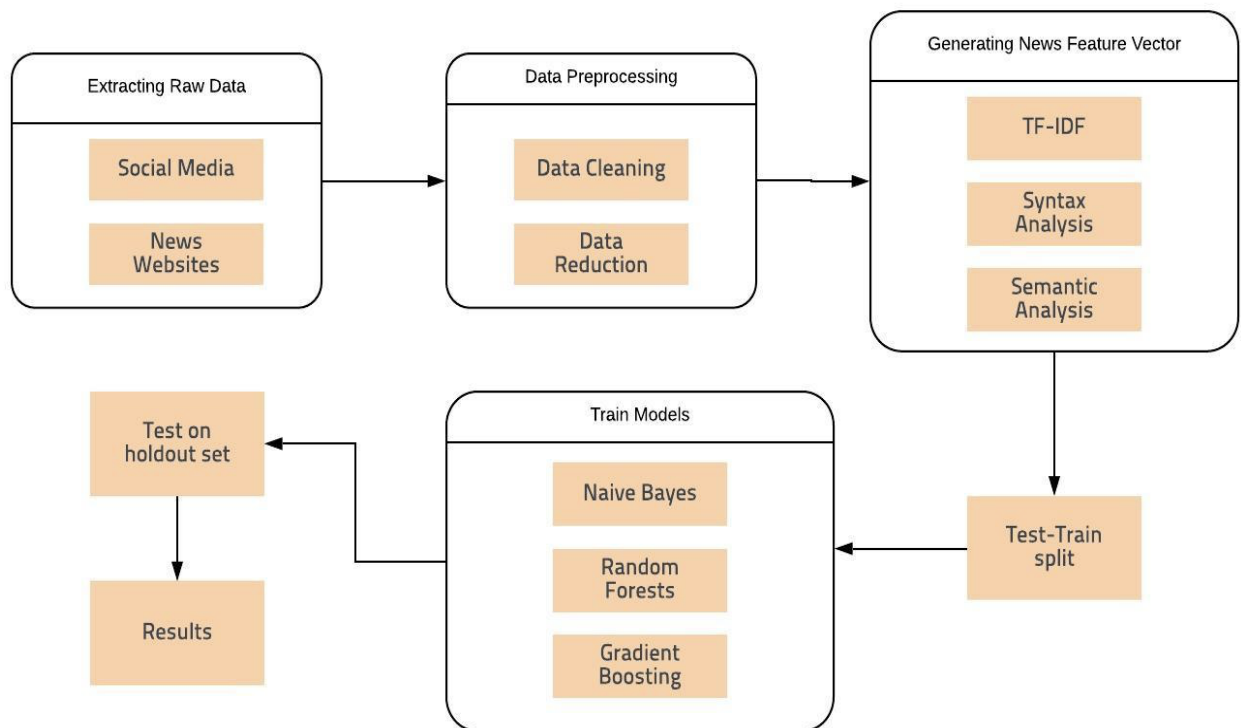 Extracting Raw Data
Social Media
News
Websites
Data Preprocessing
Data Cleaning
Data
Reduction
Generating News Feature Vector
TF-IDF
Syntax
Analysis
Semantic
Analysis
Test-Train
split
Train Models
Naive Bayes
Random
Forests
Gradient
Boosting
Test on
holdout set
Results